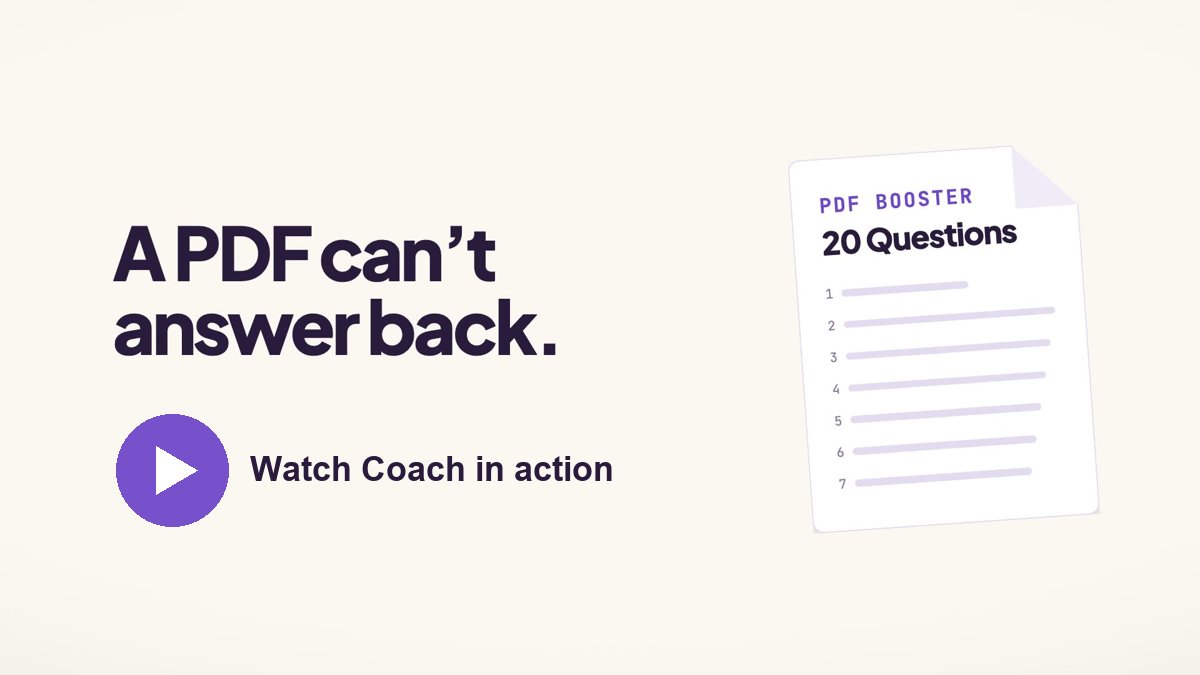 A PDF can’t
answer back.
Watch Coach in action
PDF BOOSTER
20 Questions
1
2
3
4
5
6
7